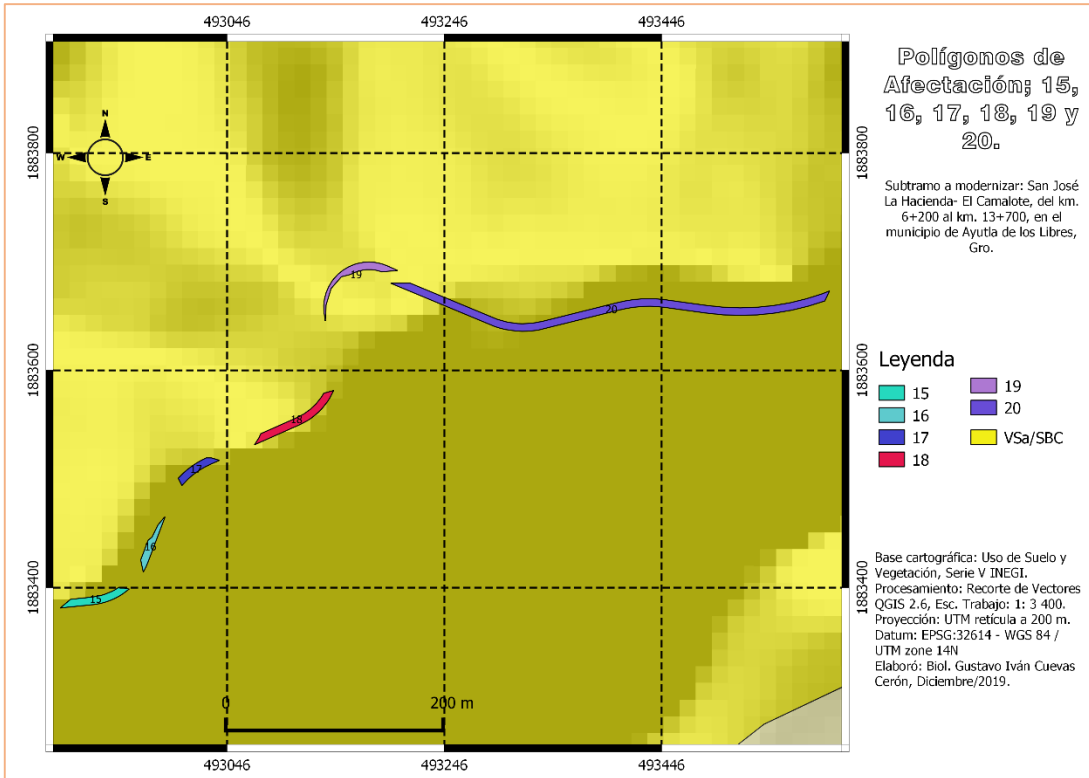 493046
493246
493446
Polígonos de
Afectación; 15,
16, 17, 18, 19 y
20.
N
W
E
S
1883800
1883800
Subtramo a modernizar: San José
La Hacienda- El Camalote, del km.
6+200 al km. 13+700, en el
municipio de Ayutla de los Libres,
Gro.
19
20
1883600
1883600
Leyenda
15
19
16
20
17
VSa/SBC
18
18
17
16
15
1883400
1883400
Base cartográfica: Uso de Suelo y
Vegetación, Serie V INEGI.
Procesamiento: Recorte de Vectores
QGIS 2.6, Esc. Trabajo: 1: 3 400.
Proyección: UTM retícula a 200 m.
Datum: EPSG:32614 - WGS 84 /
UTM zone 14N
Elaboró: Biol. Gustavo Iván Cuevas
Cerón, Diciembre/2019.
0
200 m
493046
493246
493446